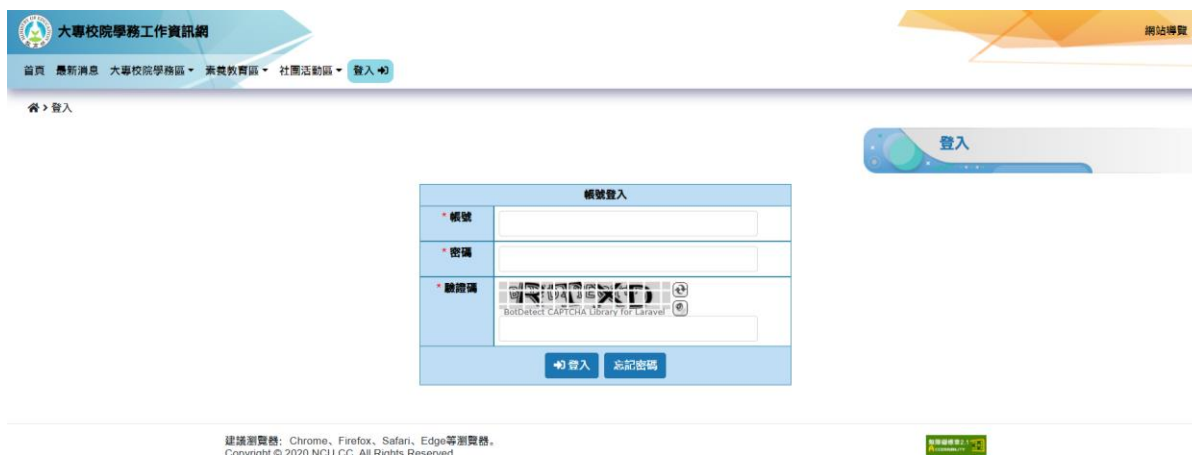 大專校院學務工作資訊網
網站導覽
首頁 最新消息 大專校院學務區 素養教育區 社團活動區 登入
登入
登入
帳號登入
* 帳號
* 密碼
* 驗證碼
BotDetect CAPTCHA Library for Laravel
登入 忘記密碼
建議瀏覽器：Chrome、Firefox、Safari、Edge等瀏覽器。
Copyright © 2020 NCU CC. All Rights Reserved.